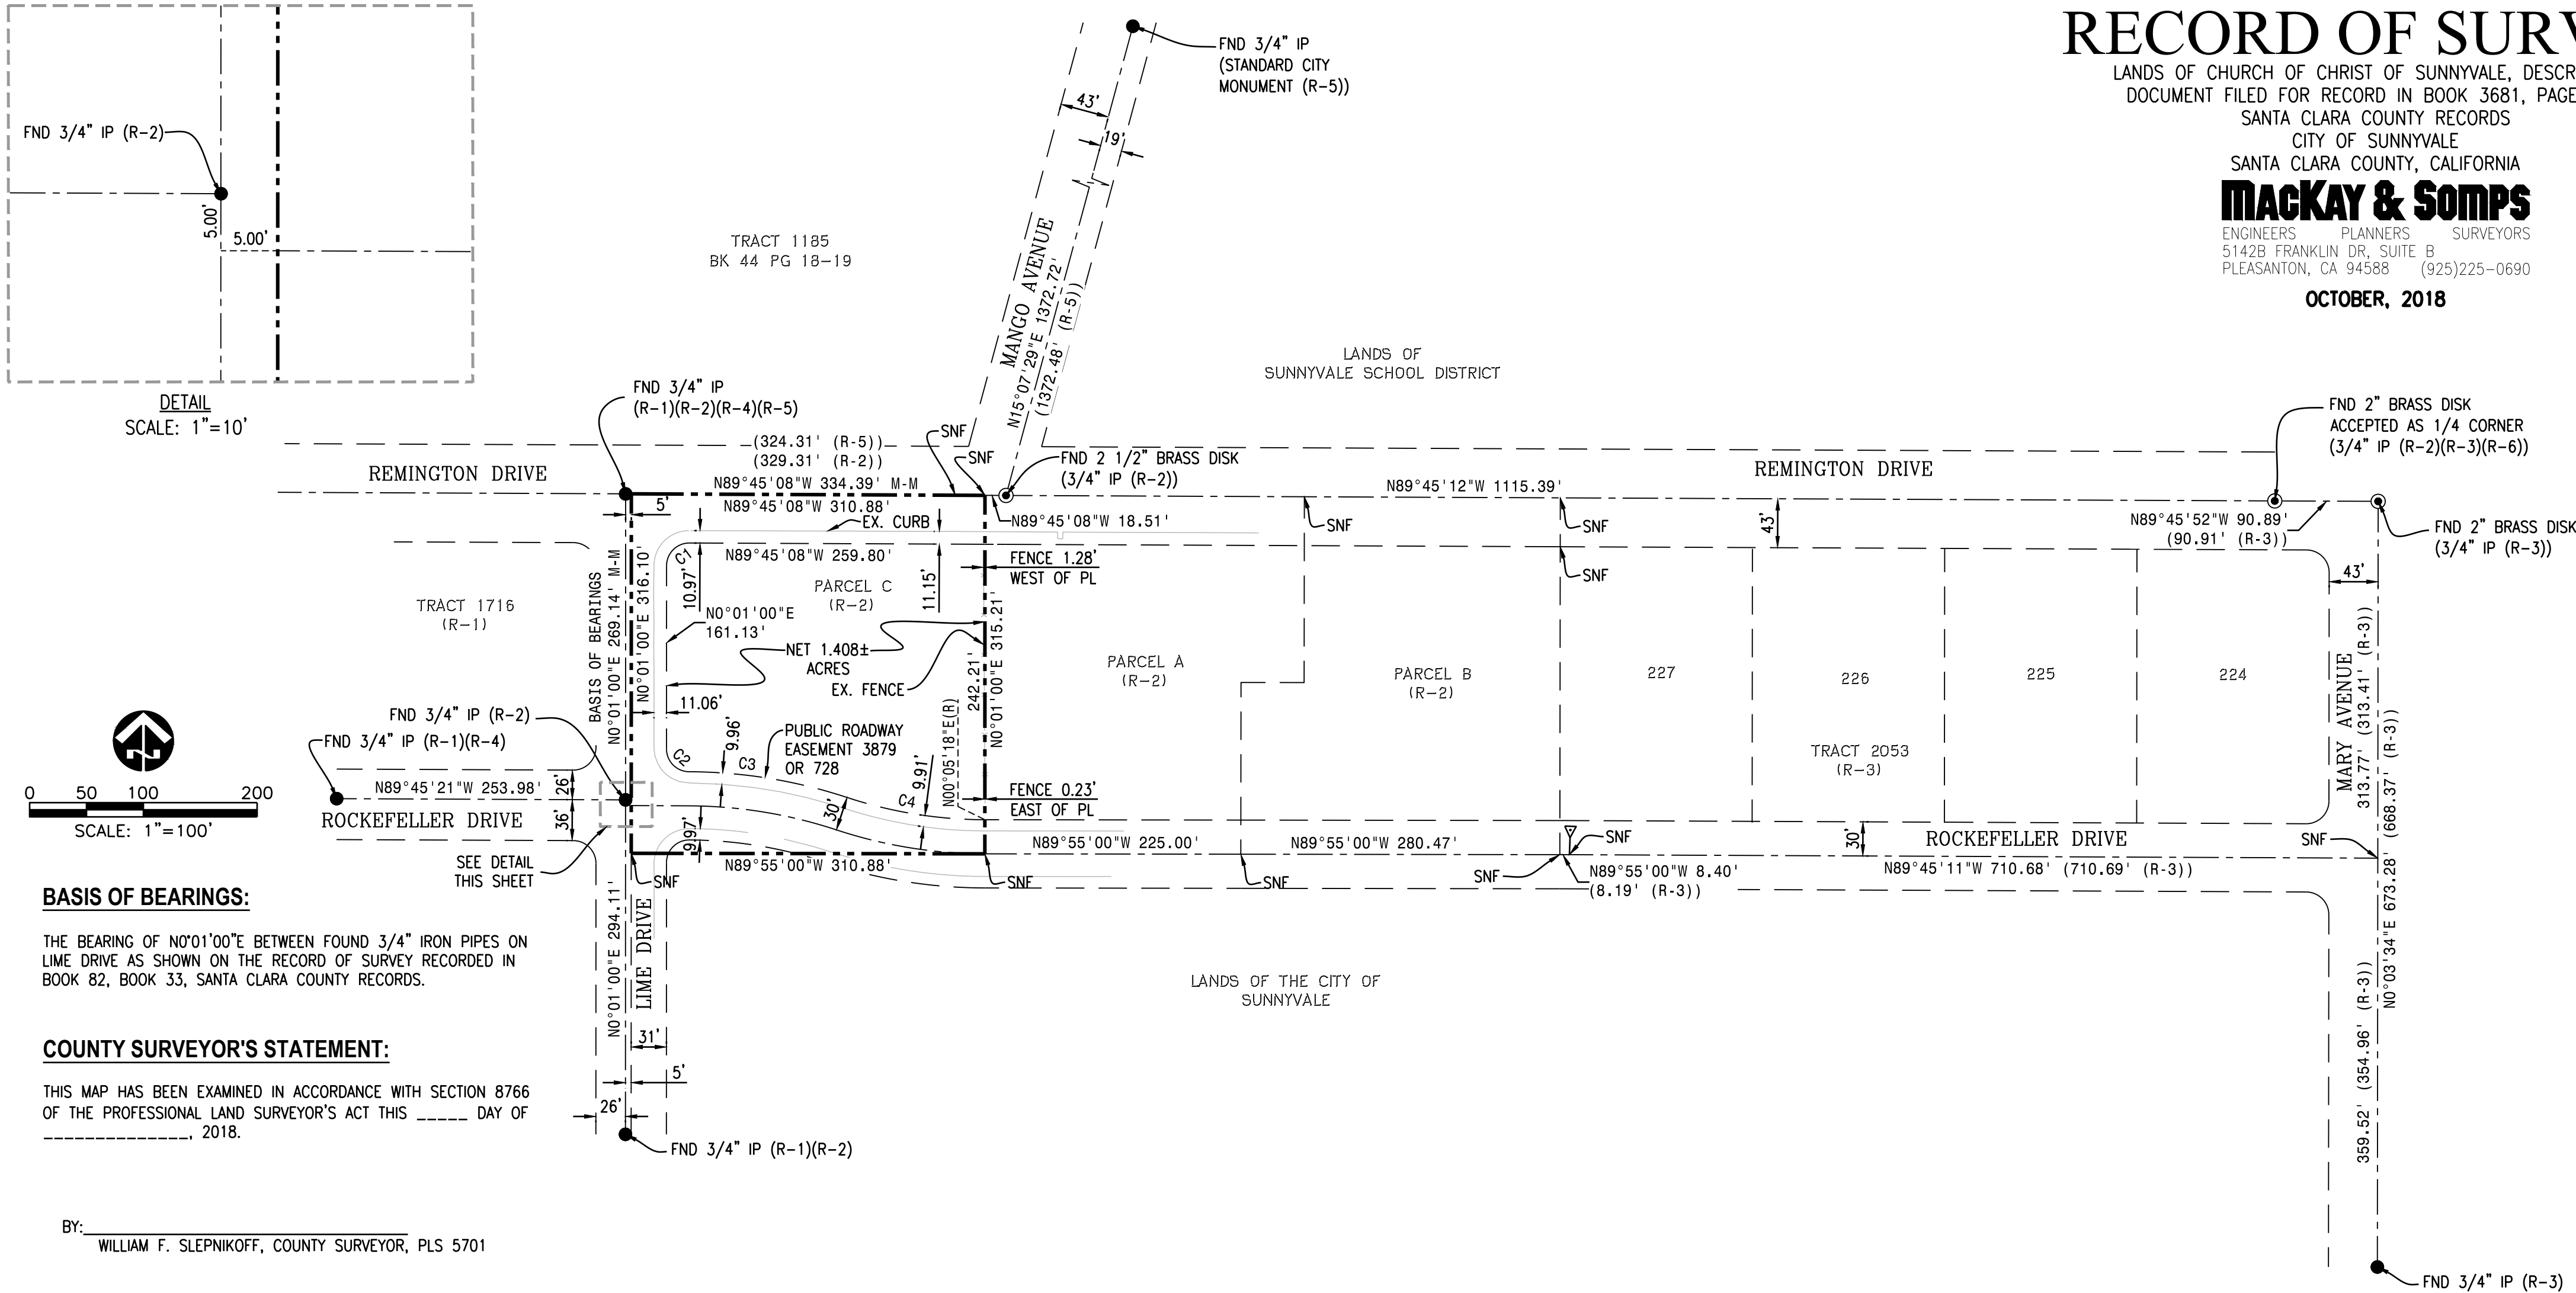 RECORD OF SURV
LANDS OF CHURCH OF CHRIST OF SUNNYVALE, DESCR
DOCUMENT FILED FOR RECORD IN BOOK 3681, PAGE
SANTA CLARA COUNTY RECORDS
CITY OF SUNNYVALE
SANTA CLARA COUNTY, CALIFORNIA
MACKAY & SOMPS
ENGINEERS PLANNERS SURVEYORS
5142B FRANKLIN DR, SUITE B
PLEASANTON, CA 94588 (925)225-0690
OCTOBER, 2018
FND 3/4" IP (R-2)
5.00'
5.00'
DETAIL
SCALE: 1"=10'
FND 3/4" IP
(STANDARD CITY
MONUMENT (R-5))
43'
19'
TRACT 1185
BK 44 PG 18-19
MANGO AVENUE
N15°07'29"E 1372.72'
(1372.48' (R-5))
LANDS OF
SUNNYVALE SCHOOL DISTRICT
FND 3/4" IP
(R-1)(R-2)(R-4)(R-5)
(324.31' (R-5))
(329.31' (R-2))
SNF
SNF
FND 2 1/2" BRASS DISK
(3/4" IP (R-2))
REMINGTON DRIVE
N89°45'08"W 334.39' M-M
N89°45'08"W 310.88'
5'
EX. CURB
N89°45'08"W 18.51'
N89°45'12"W 1115.39'
REMINGTON DRIVE
SNF
SNF
SNF
43'
FND 2" BRASS DISK
ACCEPTED AS 1/4 CORNER
(3/4" IP (R-2)(R-3)(R-6))
N89°45'52"W 90.89'
(90.91' (R-3))
FND 2" BRASS DISK
(3/4" IP (R-3))
43'
N89°45'08"W 259.80'
C1
10.97'
11.15'
FENCE 1.28'
WEST OF PL
PARCEL C
(R-2)
TRACT 1716
(R-1)
BASIS OF BEARINGS
N0°01'00"E 269.14' M-M
N0°01'00"E 316.10'
N0°01'00"E
161.13'
NET 1.408±
ACRES
EX. FENCE
242.21'
N0°01'00"E 315.21'
PARCEL A
(R-2)
PARCEL B
(R-2)
227
226
225
224
TRACT 2053
(R-3)
MARY AVENUE
313.77' (313.41' (R-3))
N0°03'34"E 673.28' (668.37' (R-3))
359.52' (354.96' (R-3))
11.06'
FND 3/4" IP (R-2)
FND 3/4" IP (R-1)(R-4)
C2
C3
C4
9.96'
PUBLIC ROADWAY
EASEMENT 3879
OR 728
9.91'
N00°05'18"E(R)
FENCE 0.23'
EAST OF PL
N89°45'21"W 253.98'
26'
36'
ROCKEFELLER DRIVE
30'
9.97'
N89°55'00"W 310.88'
N89°55'00"W 225.00'
N89°55'00"W 280.47'
SNF
SNF
SNF
SNF
SNF
N89°55'00"W 8.40'
(8.19' (R-3))
30'
ROCKEFELLER DRIVE
N89°45'11"W 710.68' (710.69' (R-3))
SNF
SEE DETAIL
THIS SHEET
0 50 100 200
SCALE: 1"=100'
BASIS OF BEARINGS:
THE BEARING OF N0°01'00"E BETWEEN FOUND 3/4" IRON PIPES ON
LIME DRIVE AS SHOWN ON THE RECORD OF SURVEY RECORDED IN
BOOK 82, BOOK 33, SANTA CLARA COUNTY RECORDS.
N0°01'00"E 294.11'
LIME DRIVE
31'
5'
26'
FND 3/4" IP (R-1)(R-2)
LANDS OF THE CITY OF
SUNNYVALE
COUNTY SURVEYOR'S STATEMENT:
THIS MAP HAS BEEN EXAMINED IN ACCORDANCE WITH SECTION 8766
OF THE PROFESSIONAL LAND SURVEYOR'S ACT THIS _____ DAY OF
______________, 2018.
BY:
WILLIAM F. SLEPNIKOFF, COUNTY SURVEYOR, PLS 5701
FND 3/4" IP (R-3)